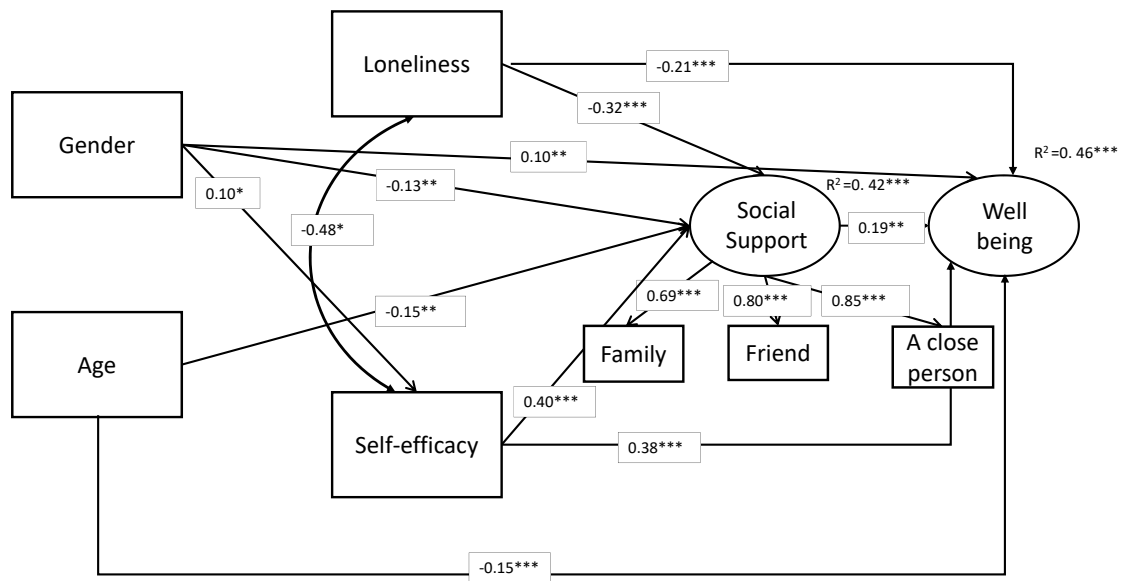 Loneliness
-0.21***
-0.32***
Gender
0.10**
R²=0. 46***
0.10*
-0.13**
R²=0. 42***
Social
Support
Well
being
-0.48*
0.19**
0.69***
0.80***
0.85***
-0.15**
Age
Family
Friend
A close
person
0.40***
Self-efficacy
0.38***
-0.15***